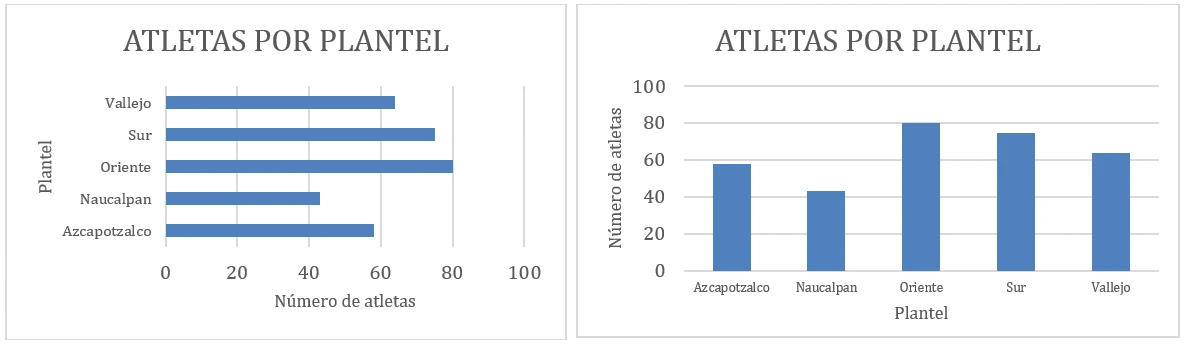 ATLETAS POR PLANTEL
Plantel
Vallejo
Sur
Oriente
Naucalpan
Azcapotzalco
0 20 40 60 80 100
Número de atletas
ATLETAS POR PLANTEL
Número de atletas
100
80
60
40
20
0
Azcapotzalco Naucalpan Oriente Sur Vallejo
Plantel